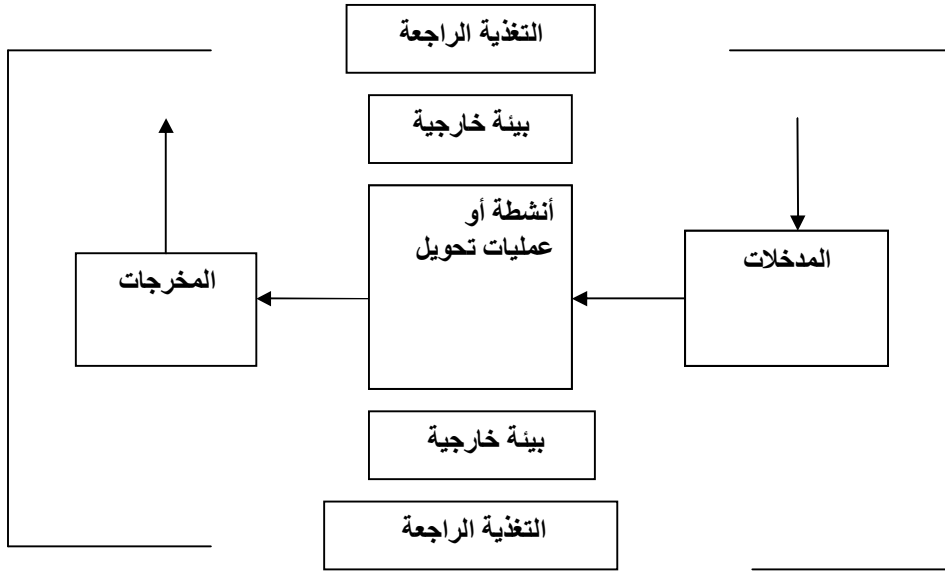 التغذية الراجعة
بيئة خارجية
أنشطة أو
عمليات تحويل
المدخلات
المخرجات
بيئة خارجية
التغذية الراجعة